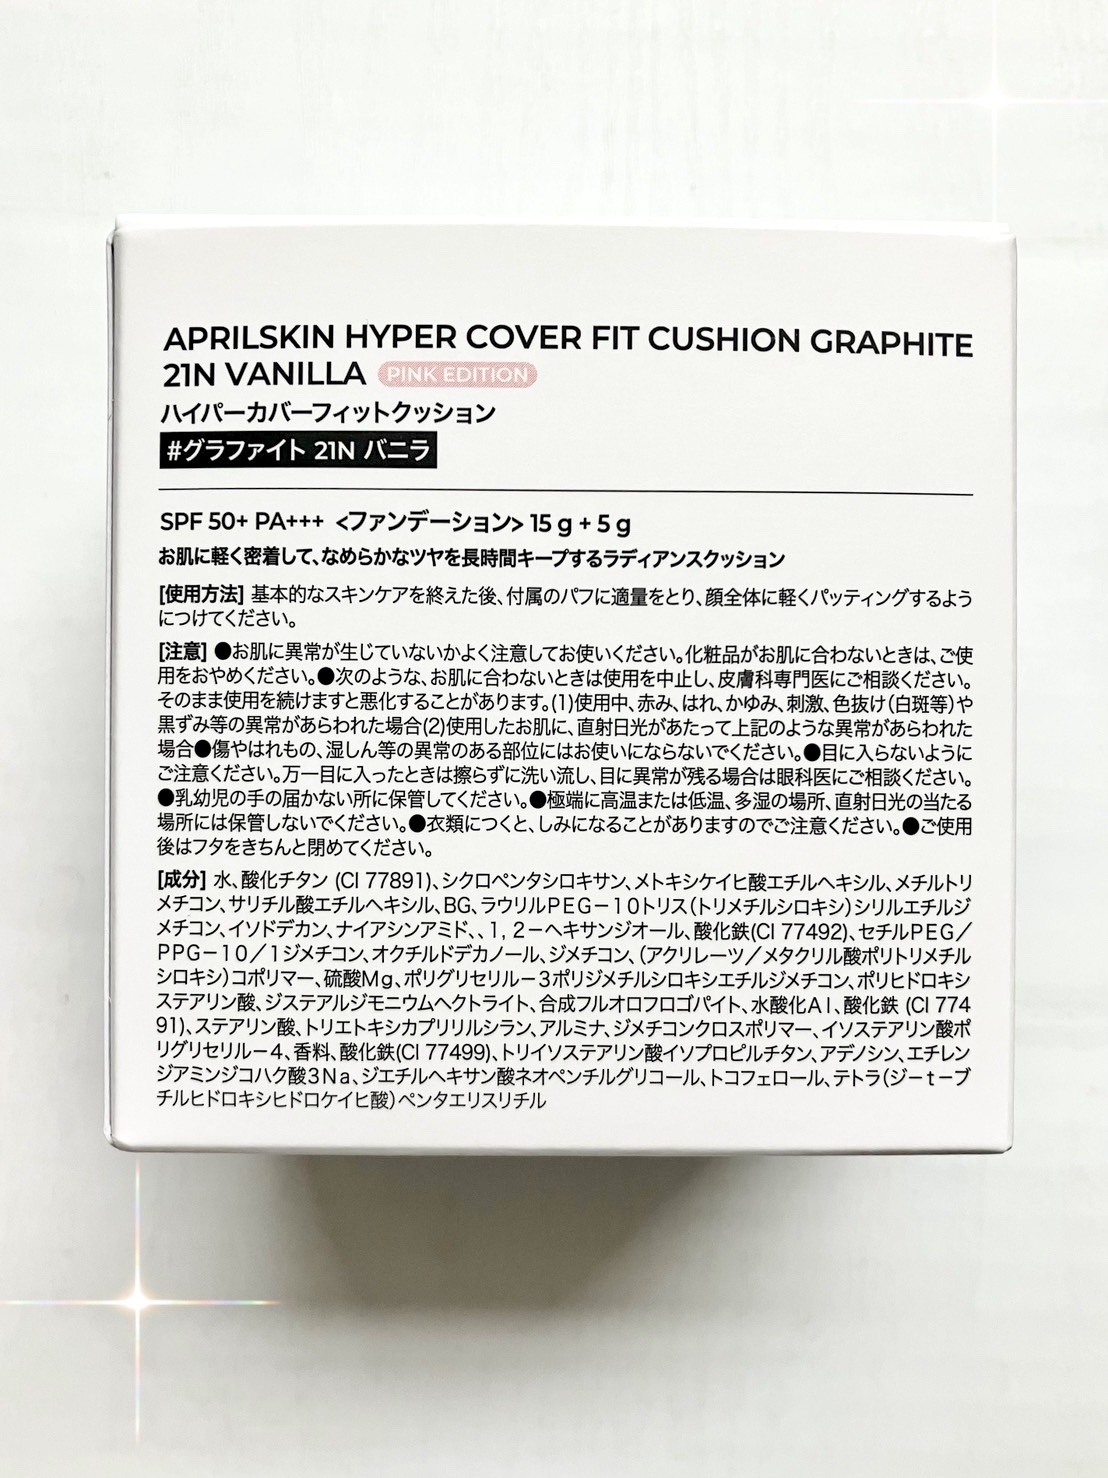 APRILSKIN HYPER COVER FIT CUSHION GRAPHITE
21N VANILLA PINK EDITION
ハイパーカバーフィットクッション
#グラファイト 21N バニラ
SPF 50+ PA+++ <ファンデーション> 15 g + 5 g
お肌に軽く密着して、なめらかなツヤを長時間キープするラディアンスクッション
[使用方法] 基本的なスキンケアを終えた後、付属のパフに適量をとり、顔全体に軽くパッティングするよう
につけてください。
[注意] ●お肌に異常が生じていないかよく注意してお使いください。化粧品がお肌に合わないときは、ご使
用をおやめください。●次のような、お肌に合わないときは使用を中止し、皮膚科専門医にご相談ください。
そのまま使用を続けますと悪化することがあります。(1)使用中、赤み、はれ、かゆみ、刺激、色抜け(白斑等)や
黒ずみ等の異常があらわれた場合(2)使用したお肌に、直射日光があたって上記のような異常があらわれた
場合●傷やはれもの、湿しん等の異常のある部位にはお使いにならないでください。●目に入らないように
ご注意ください。万一目に入ったときは擦らずに洗い流し、目に異常が残る場合は眼科医にご相談ください。
●乳幼児の手の届かない所に保管してください。●極端に高温または低温、多湿の場所、直射日光の当たる
場所には保管しないでください。●衣類につくと、しみになることがありますのでご注意ください。●ご使用
後はフタをきちんと閉めてください。
[成分] 水、酸化チタン (CI 77891)、シクロペンタシロキサン、メトキシケイヒ酸エチルヘキシル、メチルトリ
メチコン、サリチル酸エチルヘキシル、BG、ラウリルPEG－10トリス(トリメチルシロキシ)シリルエチルジ
メチコン、イソドデカン、ナイアシンアミド、、1,2－ヘキサンジオール、酸化鉄(CI 77492)、セチルPEG／
PPG－10／1ジメチコン、オクチルドデカノール、ジメチコン、(アクリレーツ／メタクリル酸ポリトリメチル
シロキシ)コポリマー、硫酸Mg、ポリグリセリル－3ポリジメチルシロキシエチルジメチコン、ポリヒドロキシ
ステアリン酸、ジステアルジモニウムヘクトライト、合成フルオロフロゴパイト、水酸化Al、酸化鉄 (CI 774
91)、ステアリン酸、トリエトキシカプリリルシラン、アルミナ、ジメチコンクロスポリマー、イソステアリン酸ポ
リグリセリル－4、香料、酸化鉄(CI 77499)、トリイソステアリン酸イソプロピルチタン、アデノシン、エチレン
ジアミンジコハク酸3Na、ジエチルヘキサン酸ネオペンチルグリコール、トコフェロール、テトラ(ジ－t－ブ
チルヒドロキシヒドロケイヒ酸)ペンタエリスリチル